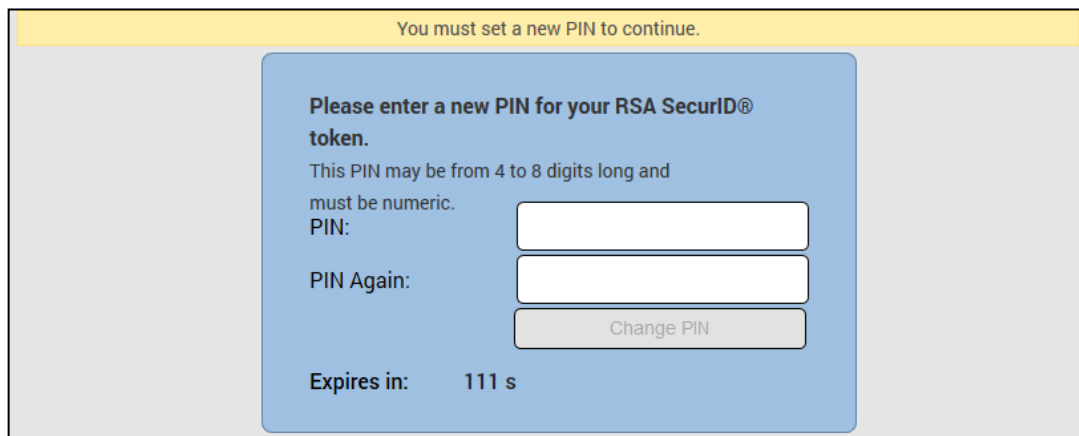 You must set a new PIN to continue.
Please enter a new PIN for your RSA SecurID®
token.
This PIN may be from 4 to 8 digits long and
must be numeric.
PIN:
PIN Again:
Change PIN
Expires in: 111 s